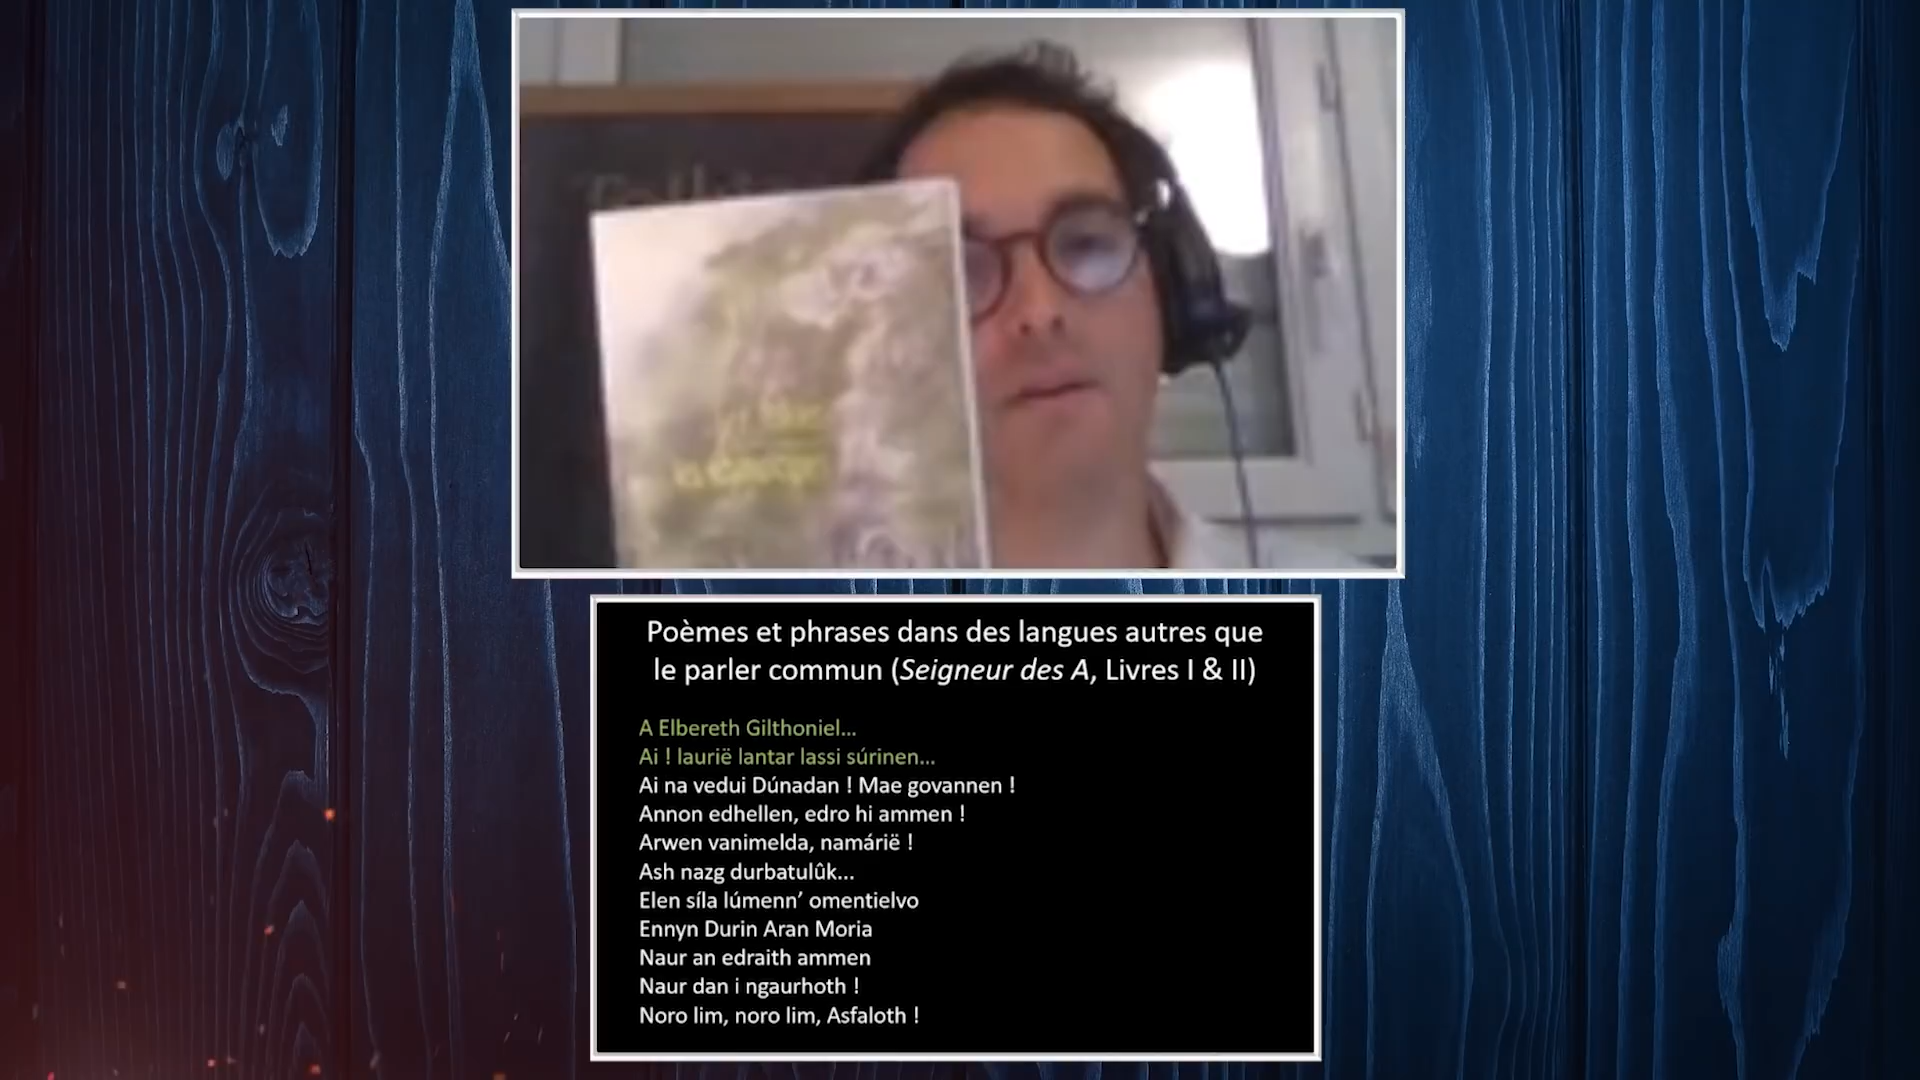 Poèmes et phrases dans des langues autres que
le parler commun (Seigneur des A, Livres I & II)
A Elbereth Gilthoniel...
Ai ! laurië lantar lassi súrinen...
Ai na vedui Dúnadan ! Mae govannen !
Annon edhellen, edro hi ammen !
Arwen vanimelda, namárië !
Ash nazg durbatulûk...
Elen síla lúmenn’ omentielvo
Ennyn Durin Aran Moria
Naur an edraith ammen
Naur dan i ngaurhoth !
Noro lim, noro lim, Asfaloth !